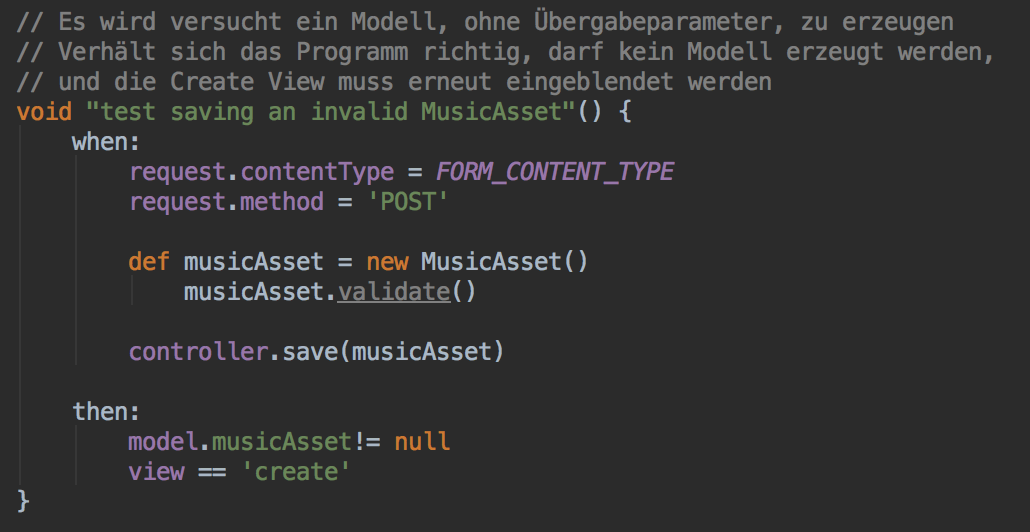 // Es wird versucht ein Modell, ohne Übergabeparameter, zu erzeugen
// Verhält sich das Programm richtig, darf kein Modell erzeugt werden,
// und die Create View muss erneut eingeblendet werden
void "test saving an invalid MusicAsset"() {
    when:
        request.contentType = FORM_CONTENT_TYPE
        request.method = 'POST'

        def musicAsset = new MusicAsset()
            musicAsset.validate()

        controller.save(musicAsset)

    then:
        model.musicAsset!= null
        view == 'create'
}